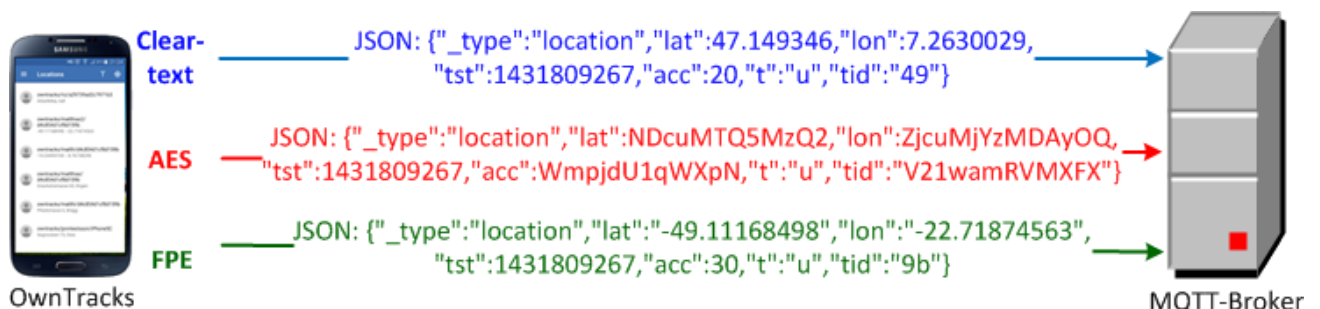 Clear-
text
JSON: {"_type":"location","lat":47.149346,"lon":7.2630029,
"tst":1431809267,"acc":20,"t":"u","tid":"49"}
SAMSUNG
Locations
AES
JSON: {"_type":"location","lat":NDcuMTQ5MzQ2,"lon":ZjcuMjYzMDAyOQ,
"tst":1431809267,"acc":WmpjdU1qWXpN,"t":"u","tid":"V21wamRVMXFX"}
FPE
JSON: {"_type":"location","lat":"-49.11168498","lon":"-22.71874563",
"tst":1431809267,"acc":30,"t":"u","tid":"9b"}
OwnTracks
MQTT-Broker